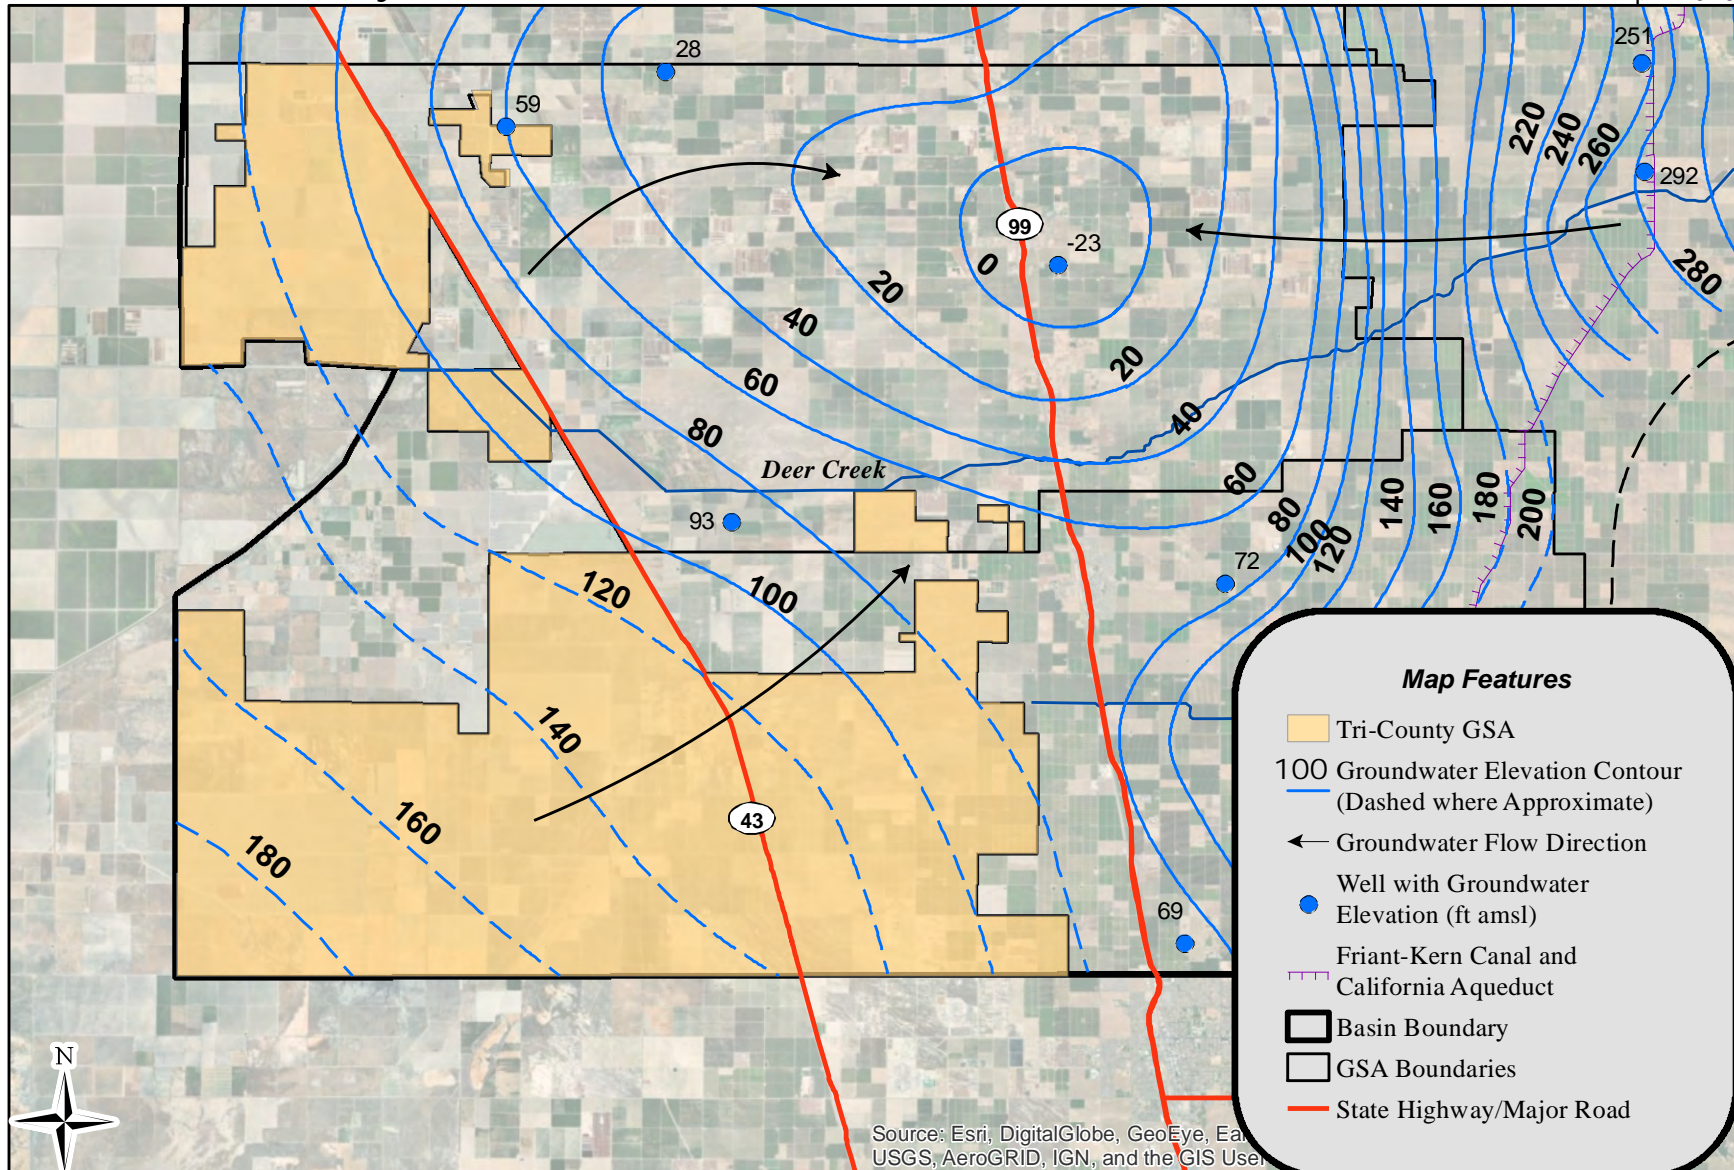 28
251
59
220
240
260
292
99
-23
0
280
20
40
20
60
40
80
Deer Creek
60
93
80
140
160
180
200
100
120
72
120
100
140
160
43
180
69
Map Features
Tri-County GSA
100 Groundwater Elevation Contour
(Dashed where Approximate)
Groundwater Flow Direction
Well with Groundwater
Elevation (ft amsl)
Friant-Kern Canal and
California Aqueduct
Basin Boundary
GSA Boundaries
State Highway/Major Road
N
Source: Esri, DigitalGlobe, GeoEye,
USGS, AeroGRID, IGN, and the GIS User